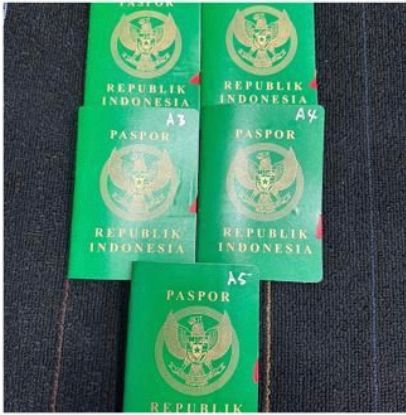 PASPOR
REPUBLIK
INDONESIA
REPUBLIK
INDONESIA
A3
PASPOR
REPUBLIK
INDONESIA
A4
PASPOR
REPUBLIK
INDONESIA
A5
PASPOR
REPUBLIK